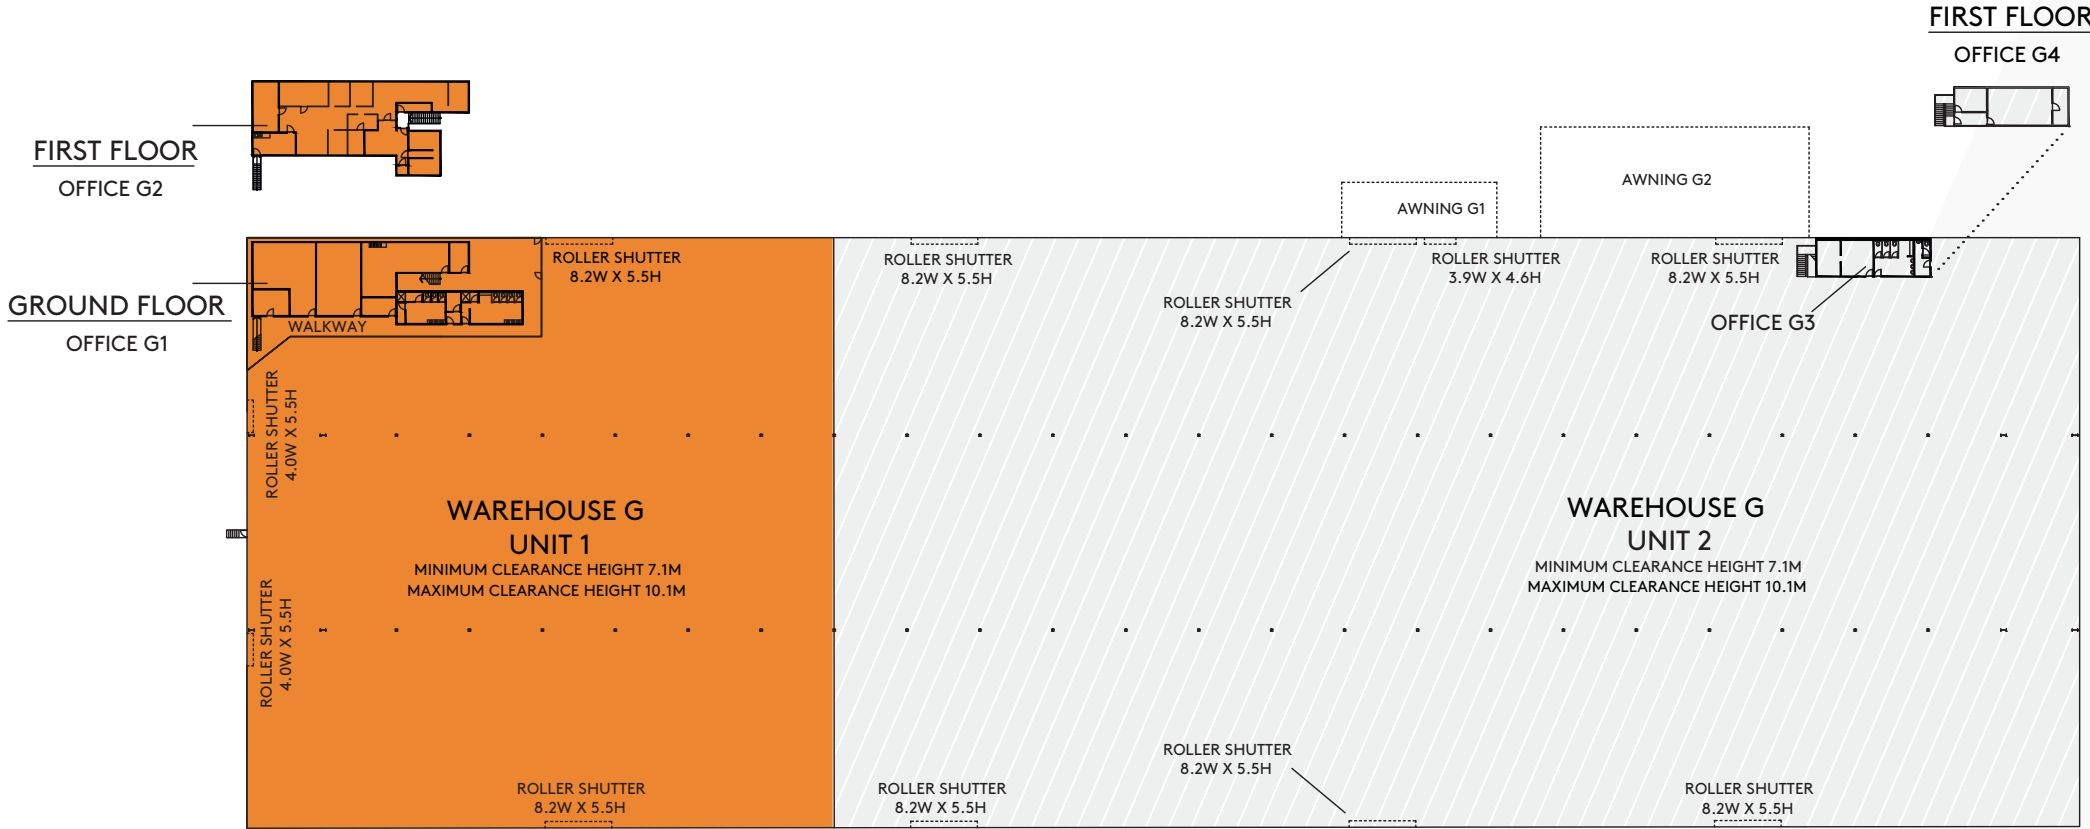 FIRST FLOOR
OFFICE G4
FIRST FLOOR
OFFICE G2
AWNING G2
AWNING G1
ROLLER SHUTTER
8.2W X 5.5H
ROLLER SHUTTER
8.2W X 5.5H
ROLLER SHUTTER
3.9W X 4.6H
ROLLER SHUTTER
8.2W X 5.5H
ROLLER SHUTTER
8.2W X 5.5H
GROUND FLOOR
OFFICE G1
WALKWAY
OFFICE G3
ROLLER SHUTTER
4.0W X 5.5H
WAREHOUSE G
UNIT 1
MINIMUM CLEARANCE HEIGHT 7.1M
MAXIMUM CLEARANCE HEIGHT 10.1M
WAREHOUSE G
UNIT 2
MINIMUM CLEARANCE HEIGHT 7.1M
MAXIMUM CLEARANCE HEIGHT 10.1M
ROLLER SHUTTER
4.0W X 5.5H
ROLLER SHUTTER
8.2W X 5.5H
ROLLER SHUTTER
8.2W X 5.5H
ROLLER SHUTTER
8.2W X 5.5H
ROLLER SHUTTER
8.2W X 5.5H